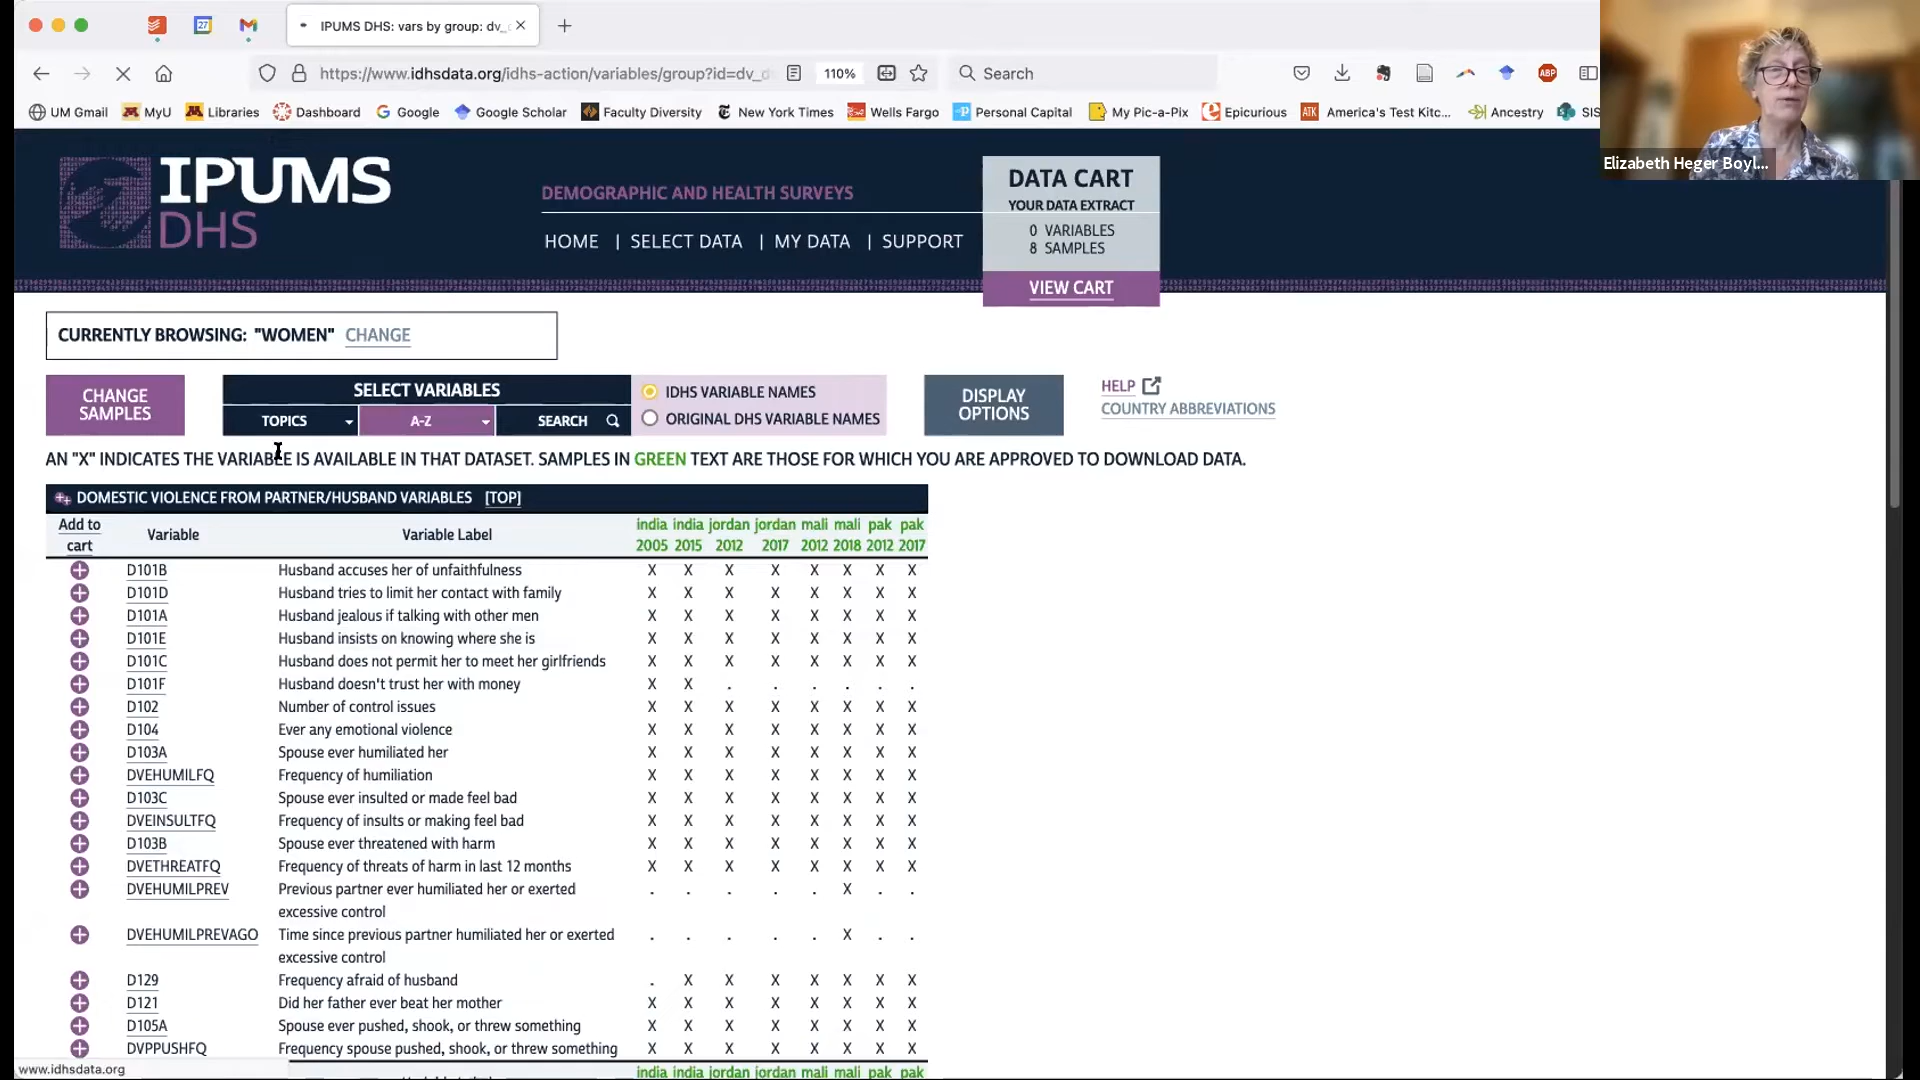 27
IPUMS DHS: vars by group: dv_
https://www.idhsdata.org/idhs-action/variables/group?id=dv_d
110%
Search
ABP
UM Gmail
MyU
Libraries
Dashboard
Google
Google Scholar
Faculty Diversity
New York Times
Wells Fargo
Personal Capital
My Pic-a-Pix
Epicurious
ATK America's Test Kitc...
Ancestry
SIS
Elizabeth Heger Boyl...
IPUMS
DHS
DEMOGRAPHIC AND HEALTH SURVEYS
HOME | SELECT DATA | MY DATA | SUPPORT
DATA CART
YOUR DATA EXTRACT
0 VARIABLES
8 SAMPLES
VIEW CART
CURRENTLY BROWSING: "WOMEN" CHANGE
CHANGE
SAMPLES
SELECT VARIABLES
TOPICS
A-Z
SEARCH
IDHS VARIABLE NAMES
ORIGINAL DHS VARIABLE NAMES
DISPLAY
OPTIONS
HELP
COUNTRY ABBREVIATIONS
AN "X" INDICATES THE VARIABLE IS AVAILABLE IN THAT DATASET. SAMPLES IN GREEN TEXT ARE THOSE FOR WHICH YOU ARE APPROVED TO DOWNLOAD DATA.
DOMESTIC VIOLENCE FROM PARTNER/HUSBAND VARIABLES [TOP]
Add to cart Variable Variable Label india 2005 india 2015 jordan 2012 jordan 2017 mali 2012 mali 2018 pak 2012 pak 2017
D101B Husband accuses her of unfaithfulness X X X X X X X X
D101D Husband tries to limit her contact with family X X X X X X X X
D101A Husband jealous if talking with other men X X X X X X X X
D101E Husband insists on knowing where she is X X X X X X X X
D101C Husband does not permit her to meet her girlfriends X X X X X X X X
D101F Husband doesn't trust her with money X X . . . . . .
D102 Number of control issues X X X X X X X X
D104 Ever any emotional violence X X X X X X X X
D103A Spouse ever humiliated her X X X X X X X X
DVEHUMILFQ Frequency of humiliation X X X X X X X X
D103C Spouse ever insulted or made feel bad X X X X X X X X
DVEINSULTFQ Frequency of insults or making feel bad X X X X X X X X
D103B Spouse ever threatened with harm X X X X X X X X
DVETHREATFQ Frequency of threats of harm in last 12 months X X X X X X X X
DVEHUMILPREV Previous partner ever humiliated her or exerted . . . . . X . .
excessive control
DVEHUMILPREVAGO Time since previous partner humiliated her or exerted . . . . . X . .
excessive control
D129 Frequency afraid of husband . X X X X X X X
D121 Did her father ever beat her mother X X X X X X X X
D105A Spouse ever pushed, shook, or threw something X X X X X X X X
DVPPUSHFQ Frequency spouse pushed, shook, or threw something X X X X X X X X
www.idhsdata.org
india india jordan jordan mali mali pak pak